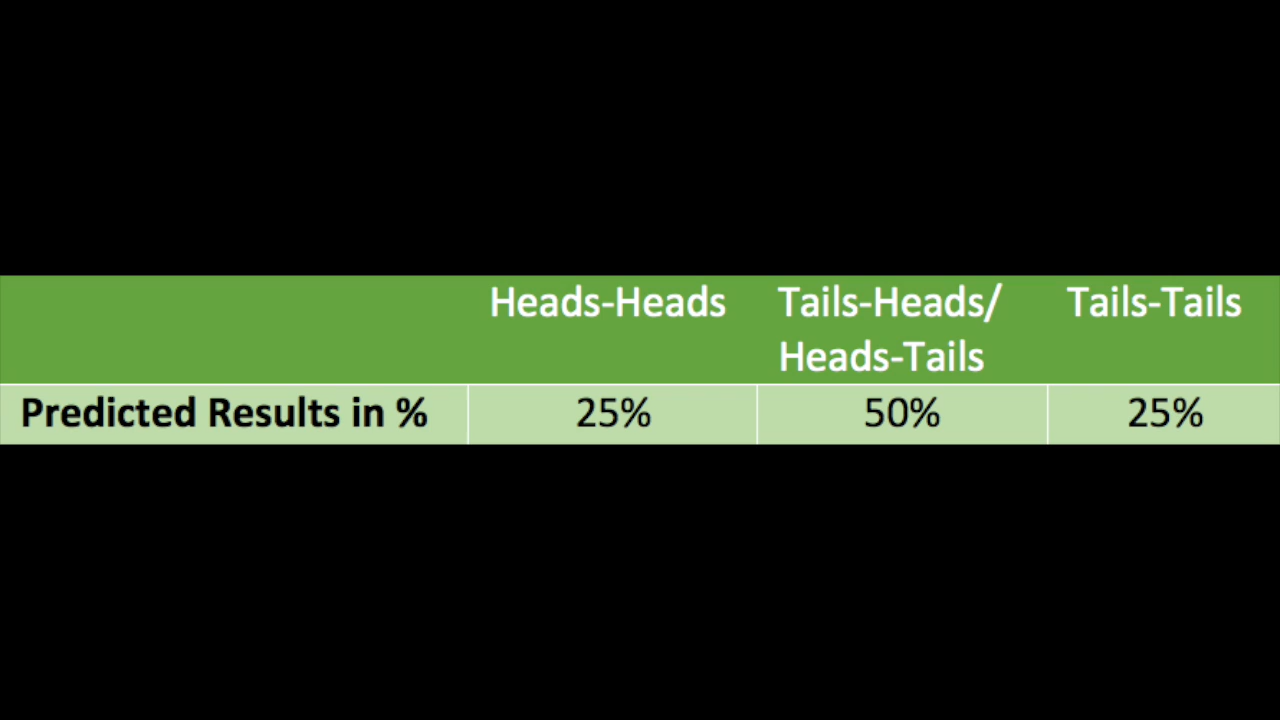 Heads-Heads
Tails-Heads/
Heads-Tails
Tails-Tails
Predicted Results in % 25% 50% 25%